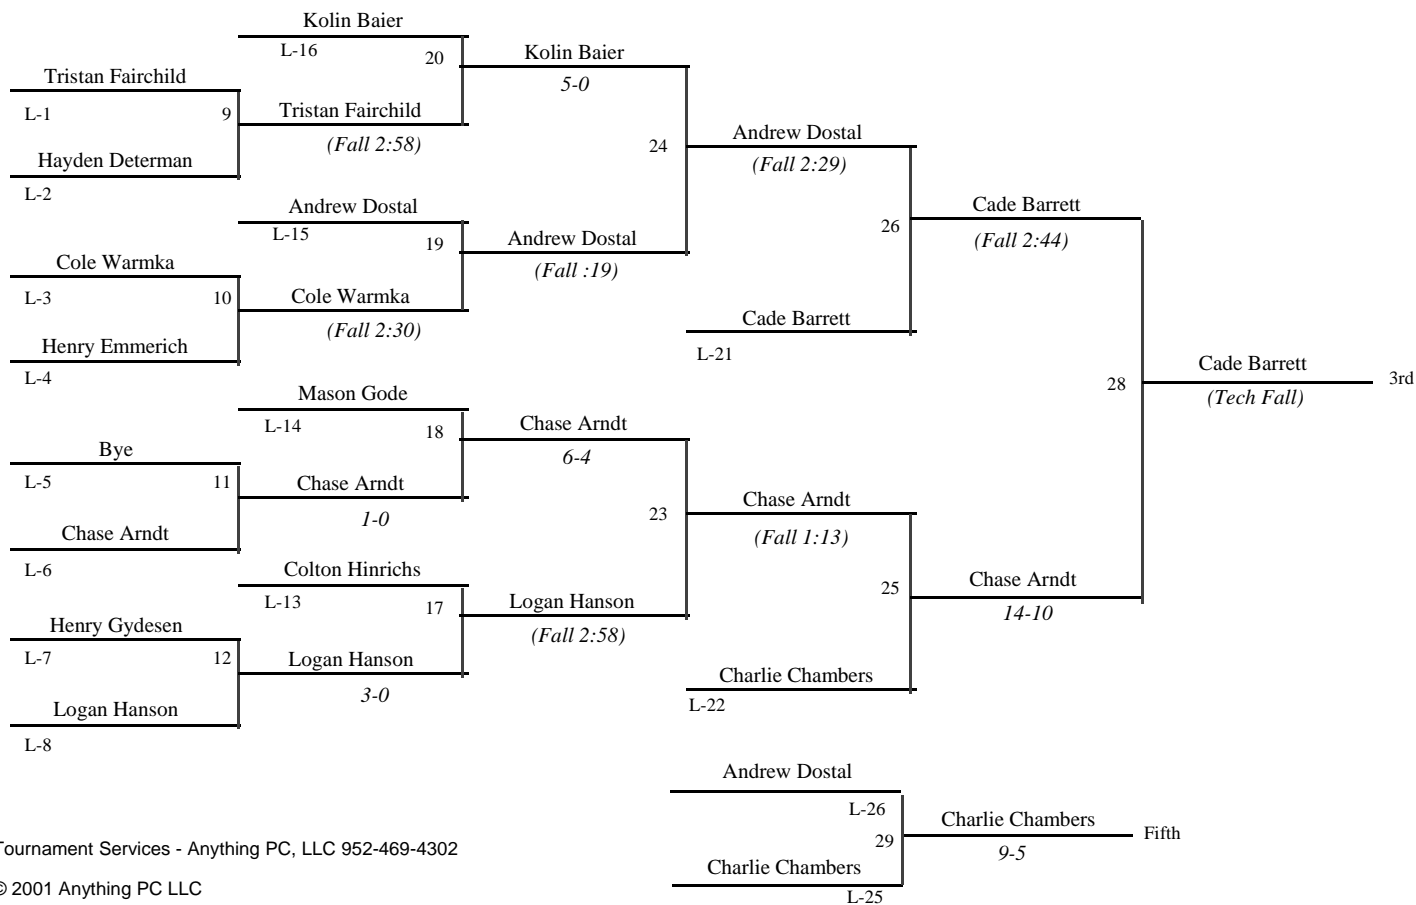 Kolin Baier
L-16
20
Kolin Baier
5-0
Tristan Fairchild
L-1
9
Tristan Fairchild
(Fall 2:58)
Hayden Determan
L-2
24
Andrew Dostal
(Fall 2:29)
Andrew Dostal
L-15
19
Andrew Dostal
(Fall :19)
26
Cade Barrett
(Fall 2:44)
Cole Warmka
L-3
10
Cole Warmka
(Fall 2:30)
Henry Emmerich
L-4
Cade Barrett
L-21
28
Cade Barrett
(Tech Fall)
3rd
Mason Gode
L-14
18
Chase Arndt
6-4
Bye
L-5
11
Chase Arndt
1-0
Chase Arndt
L-6
23
Chase Arndt
(Fall 1:13)
Colton Hinrichs
L-13
17
Logan Hanson
(Fall 2:58)
25
Chase Arndt
14-10
Henry Gydesen
L-7
12
Logan Hanson
3-0
Logan Hanson
L-8
Charlie Chambers
L-22
Andrew Dostal
L-26
29
Charlie Chambers
9-5
Fifth
Charlie Chambers
L-25
Tournament Services - Anything PC, LLC 952-469-4302
© 2001 Anything PC LLC